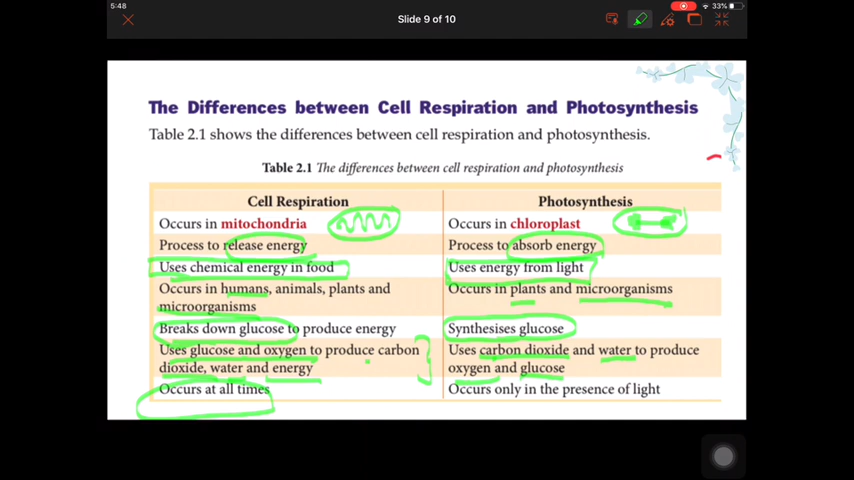 5:48
33%
Slide 9 of 10
The Differences between Cell Respiration and Photosynthesis
Table 2.1 shows the differences between cell respiration and photosynthesis.
Table 2.1 The differences between cell respiration and photosynthesis
Cell Respiration
Photosynthesis
Occurs in mitochondria
Occurs in chloroplast
Process to release energy
Process to absorb energy
Uses chemical energy in food
Uses energy from light
Occurs in humans, animals, plants and
microorganisms
Occurs in plants and microorganisms
Breaks down glucose to produce energy
Synthesises glucose
Uses glucose and oxygen to produce carbon
dioxide, water and energy
Uses carbon dioxide and water to produce
oxygen and glucose
Occurs at all times
Occurs only in the presence of light